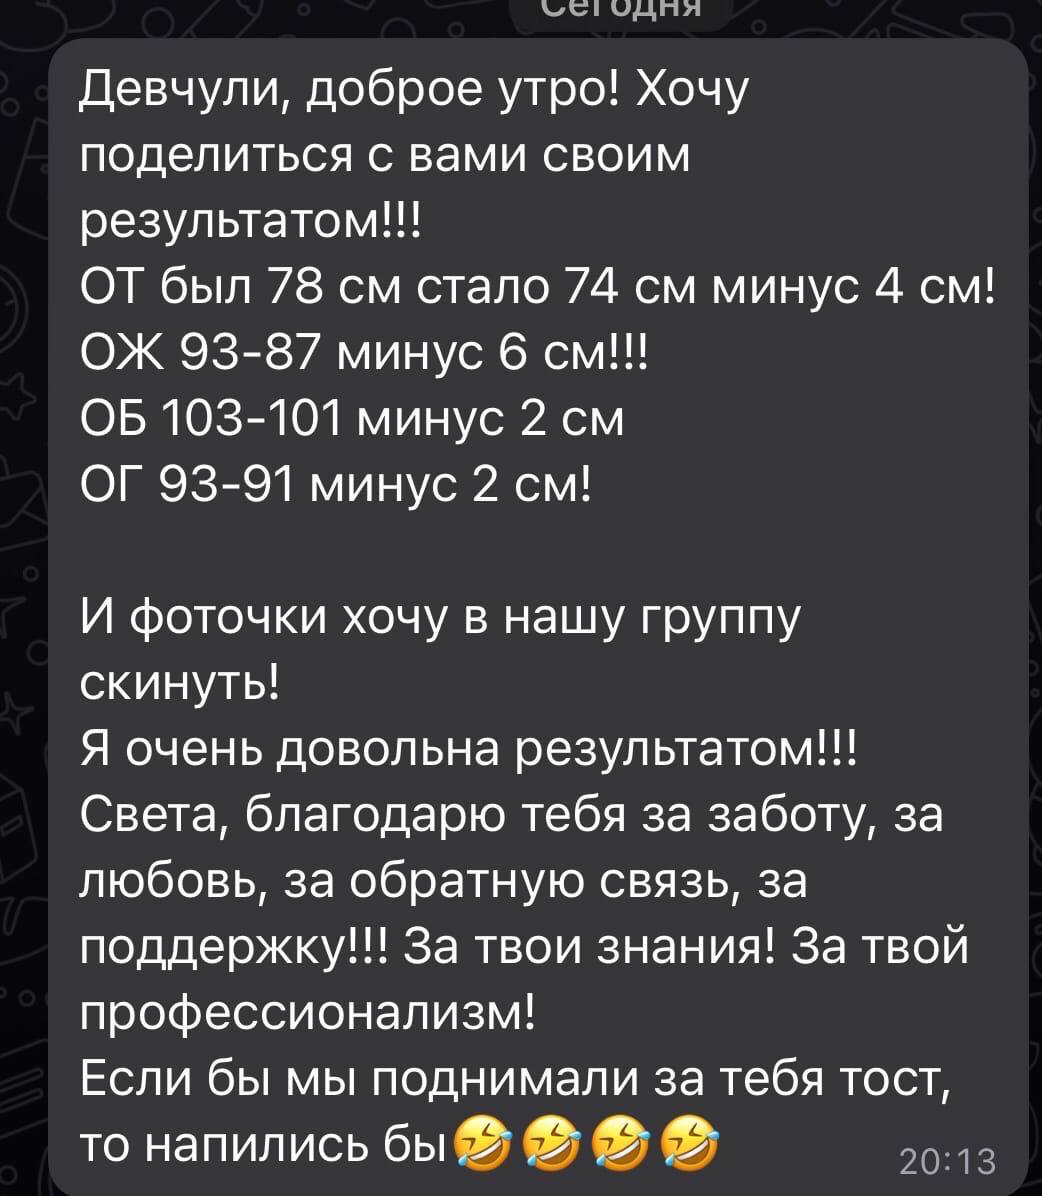 Сегодня
Девчули, доброе утро! Хочу
поделиться с вами своим
результатом!!!
ОТ был 78 см стало 74 см минус 4 см!
ОЖ 93-87 минус 6 см!!!
ОБ 103-101 минус 2 см
ОГ 93-91 минус 2 см!
И фоточки хочу в нашу группу
скинуть!
Я очень довольна результатом!!!
Света, благодарю тебя за заботу, за
любовь, за обратную связь, за
поддержку!!! За твои знания! За твой
профессионализм!
Если бы мы поднимали за тебя тост,
то напились бы🤣🤣🤣🤣
20:13